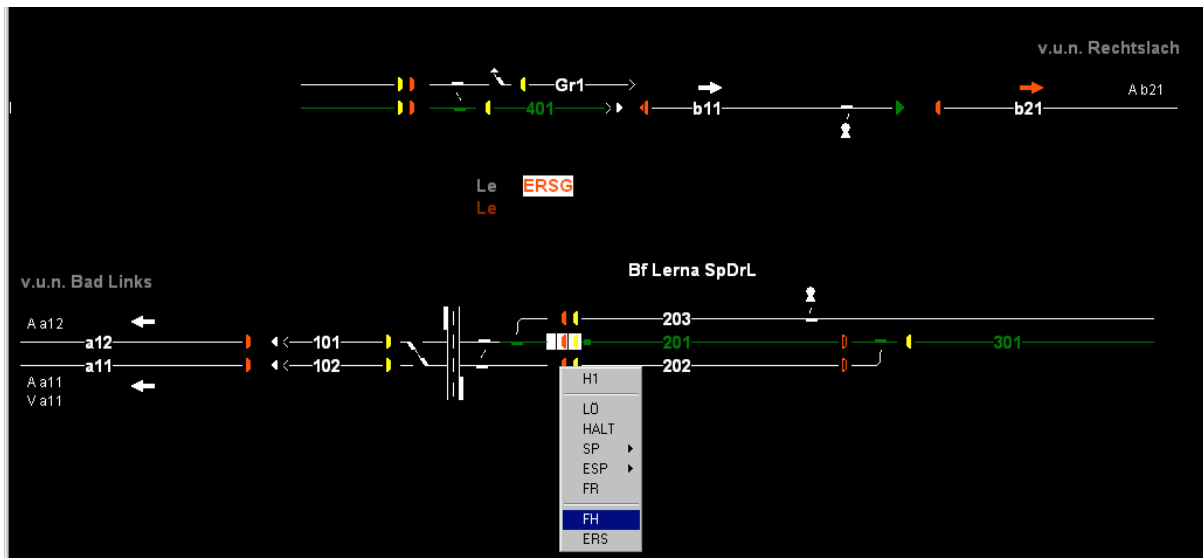 v.u.n. Rechtslach
Gr1
A b21
401
b11
b21
Le ERSG
Le
Bf Lerna SpDrL
v.u.n. Bad Links
A a12
203
a12
101
201
301
a11
102
202
A a11
V a11
H1
LÖ
HALT
SP
ESP
FR
FH
ERS